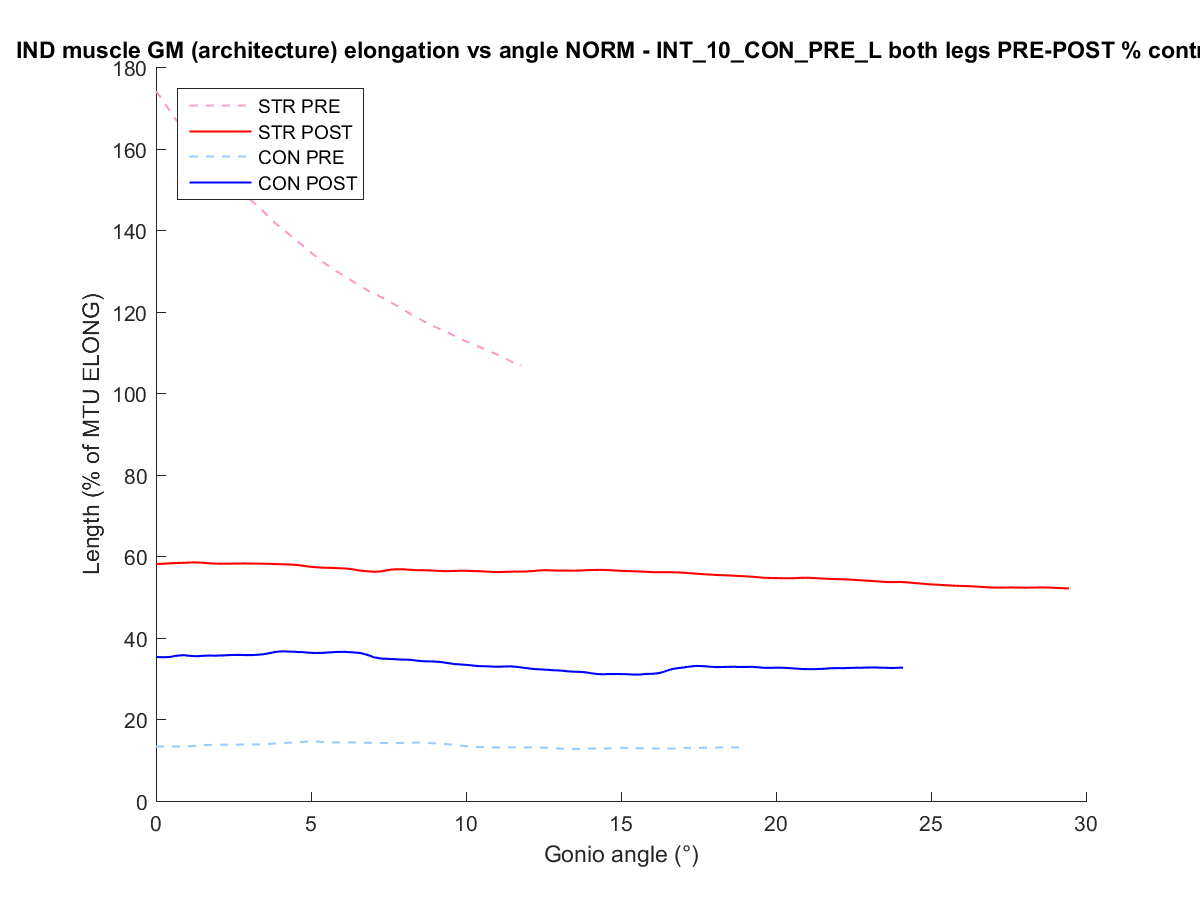 IND muscle GM (architecture) elongation vs angle NORM - INT_10_CON_PRE_L both legs PRE-POST % contr
180
160
140
120
100
80
60
40
20
0
Length (% of MTU ELONG)
STR PRE
STR POST
CON PRE
CON POST
0 5 10 15 20 25 30
Gonio angle (°)